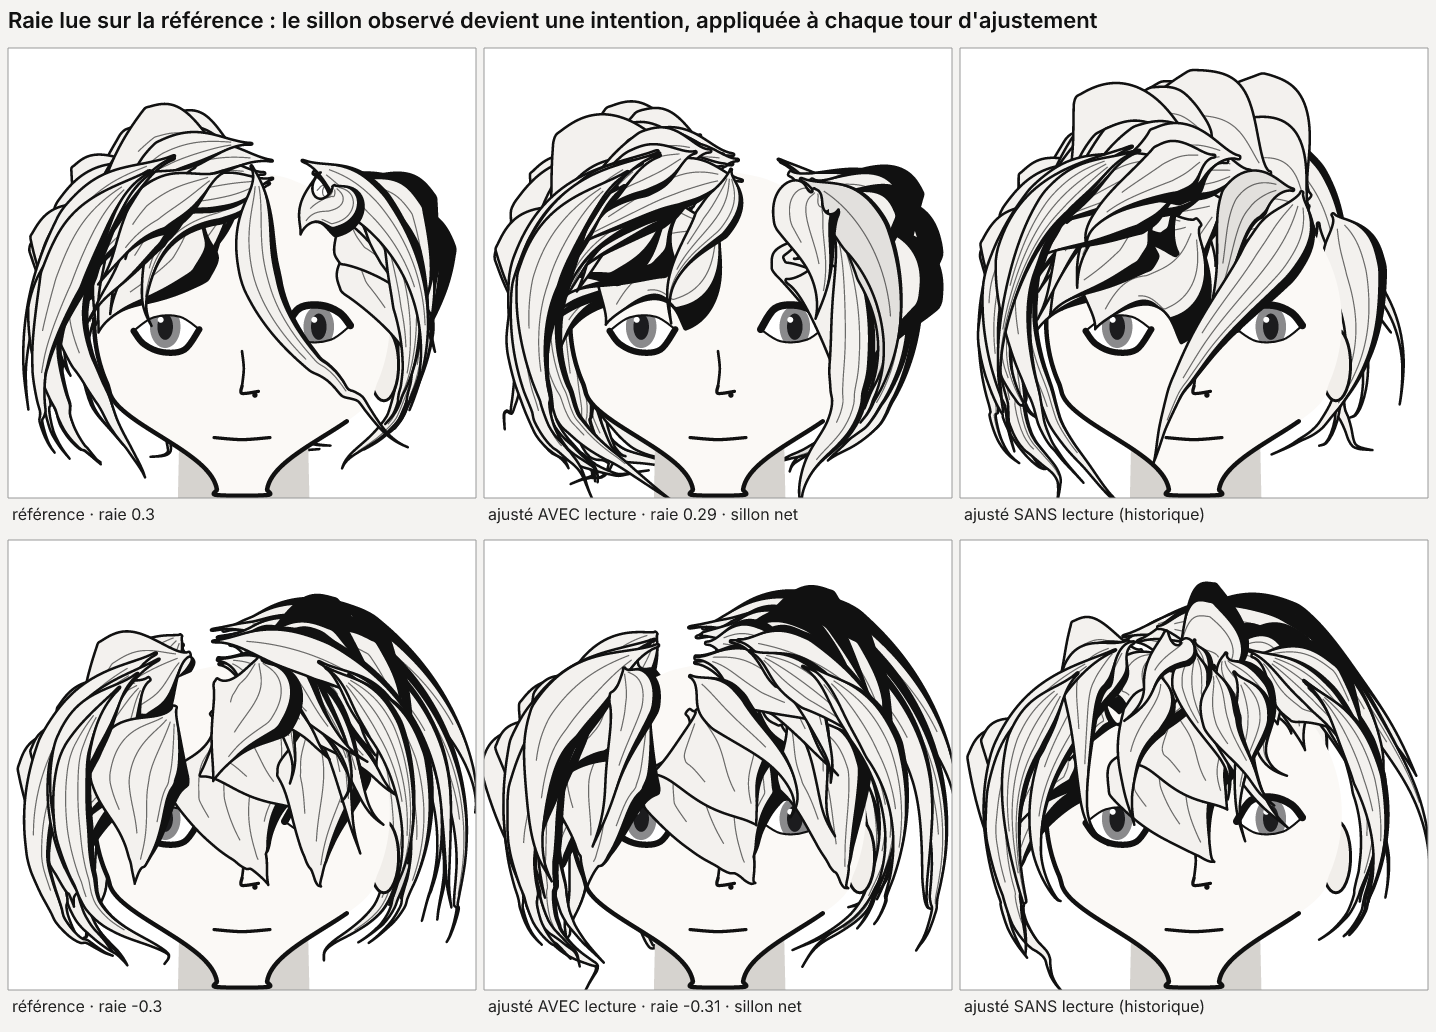 Raie lue sur la référence : le sillon observé devient une intention, appliquée à chaque tour d'ajustement
référence · raie 0.3
ajusté AVEC lecture · raie 0.29 · sillon net
ajusté SANS lecture (historique)
référence · raie -0.3
ajusté AVEC lecture · raie -0.31 · sillon net
ajusté SANS lecture (historique)